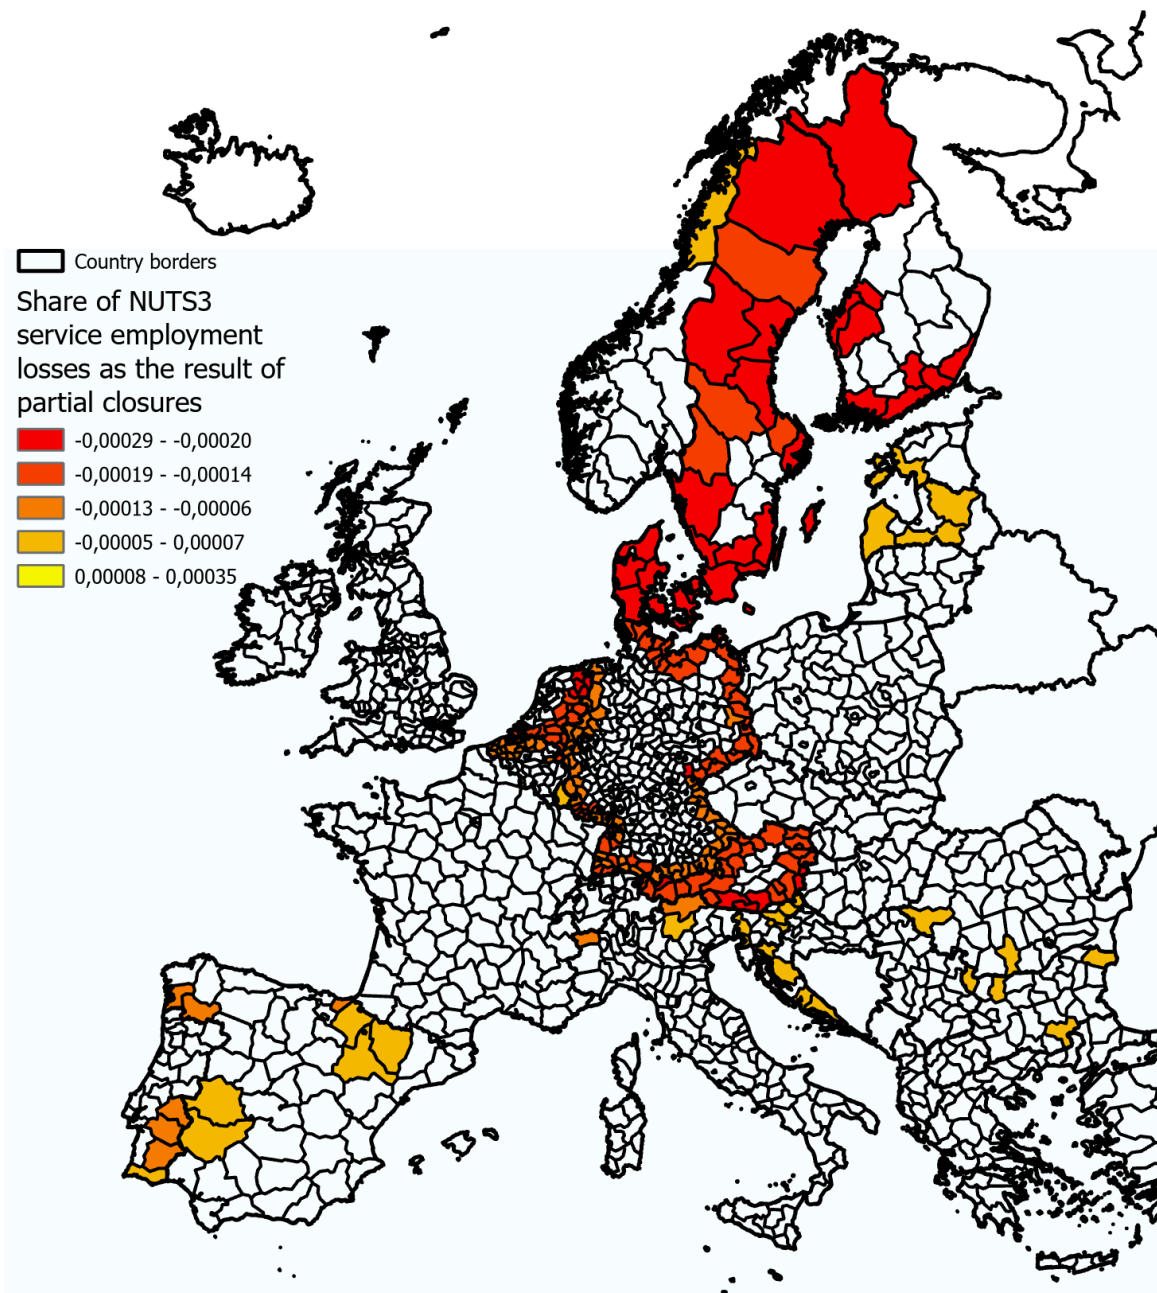 Country borders
Share of NUTS3
service employment
losses as the result of
partial closures
-0,00029 - -0,00020
-0,00019 - -0,00014
-0,00013 - -0,00006
-0,00005 - 0,00007
0,00008 - 0,00035